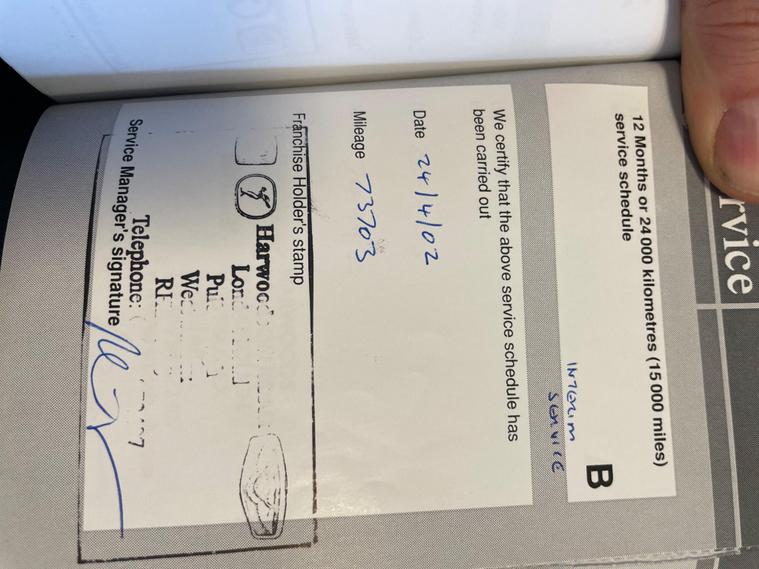 rvice
12 Months or 24 000 kilometres (15 000 miles)
service schedule
B
INTERIM
SERVICE
We certify that the above service schedule has
been carried out
Date 24/4/02
Mileage 73703
Franchise Holder's stamp
Telephone:
Service Manager's signature